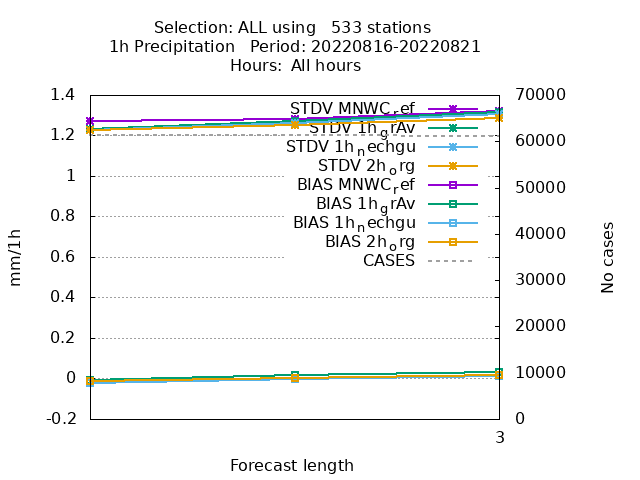 Selection: ALL using   533 stations
1h Precipitation   Period: 20220816-20220821
Hours:  All hours
1.4
1.2
1
0.8
0.6
0.4
0.2
0
-0.2
mm/1h
STDV MNWC_ref
STDV 1h_grAv
STDV 1h_nechgu
STDV 2h_org
BIAS MNWC_ref
BIAS 1h_grAv
BIAS 1h_nechgu
BIAS 2h_org
CASES
70000
60000
50000
40000
30000
20000
10000
0
No cases
3
Forecast length